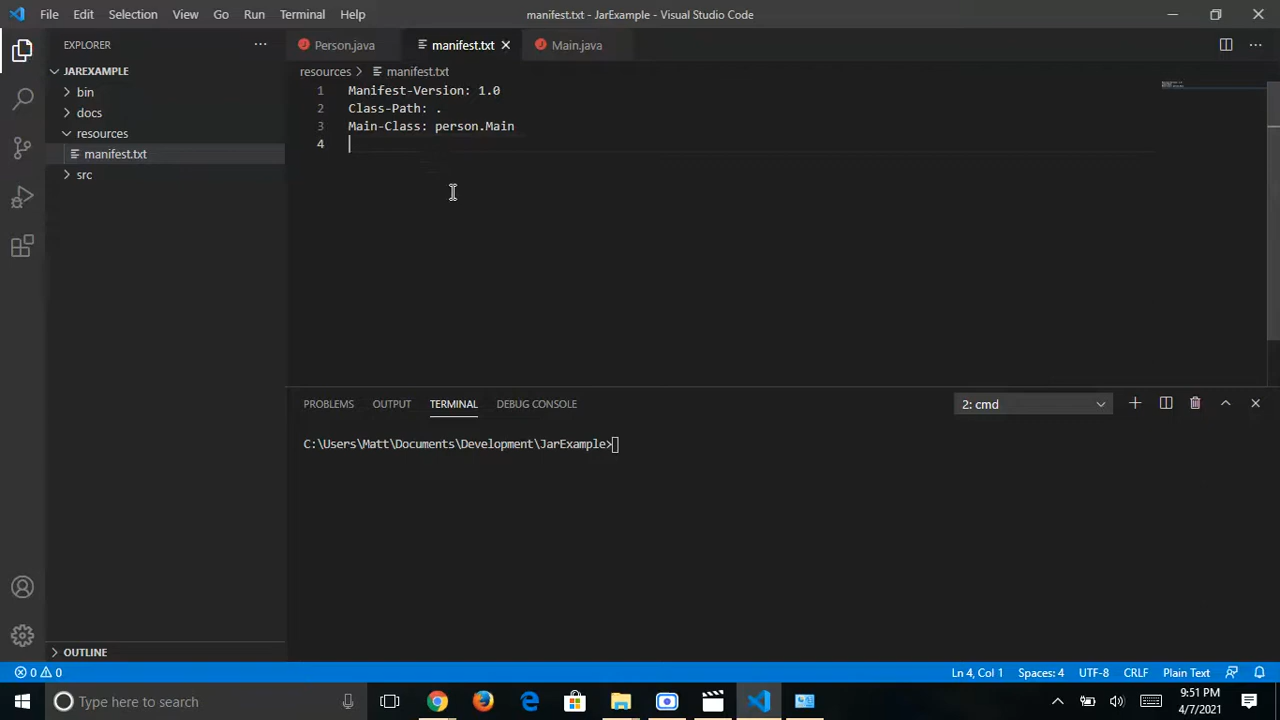 File Edit Selection View Go Run Terminal Help
manifest.txt - JarExample - Visual Studio Code
EXPLORER
JAREXAMPLE
bin
docs
resources
manifest.txt
src
OUTLINE
Person.java
manifest.txt
Main.java
resources > manifest.txt
1 Manifest-Version: 1.0
2 Class-Path: .
3 Main-Class: person.Main
4
PROBLEMS OUTPUT TERMINAL DEBUG CONSOLE
2: cmd
C:\Users\Matt\Documents\Development\JarExample>
0 0
Ln 4, Col 1 Spaces: 4 UTF-8 CRLF Plain Text
Type here to search
9:51 PM
4/7/2021